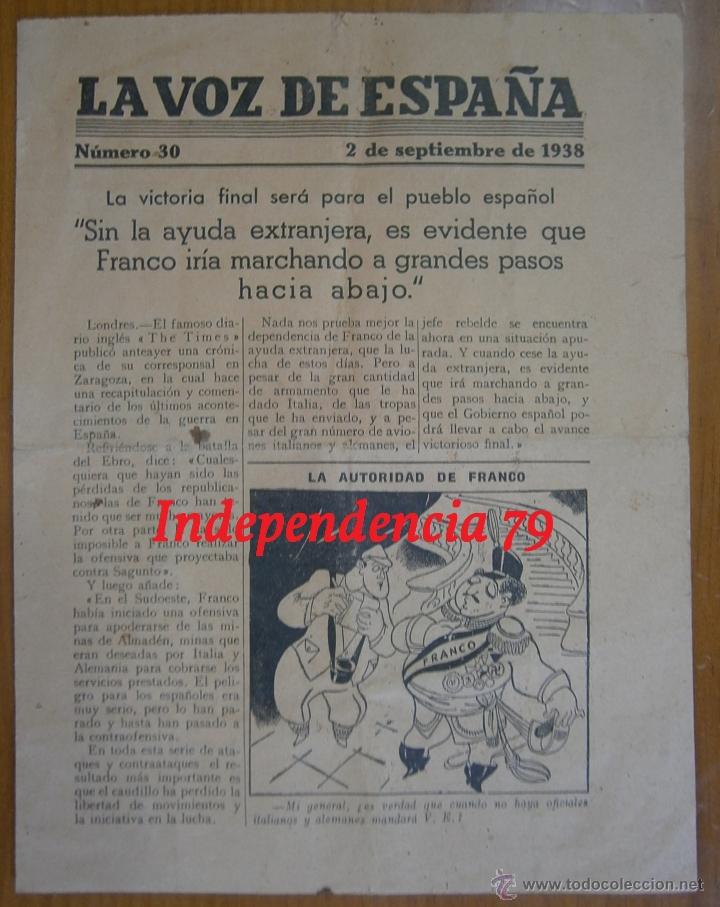 LA VOZ DE ESPAÑA
Número 30
2 de septiembre de 1938
La victoria final será para el pueblo español
"Sin la ayuda extranjera, es evidente que
Franco iría marchando a grandes pasos
hacia abajo."
Londres.—El famoso dia-
rio inglés «The Times»
publicó anteayer una cróni-
ca de su corresponsal en
Zaragoza, en la cual hace
una recapitulación y comen-
tario de los últimos aconte-
cimientos de la guerra en
España.
Refiriéndose a la batalla
del Ebro, dice: «Cuales-
quiera que hayan sido las
pérdidas de los republica-
nos, las de Franco han
nido que ser
Por otra parte,
imposible a Franco realizar
la ofensiva que proyectaba
contra Sagunto».
Y luego añade:
«En el Sudoeste, Franco
había iniciado una ofensiva
para apoderarse de las mi-
nas de Almadén, minas que
eran deseadas por Italia y
Alemania para cobrarse los
servicios prestados. El peli-
gro para los españoles era
muy serio, pero lo han pa-
rado y hasta han pasado a
la contraofensiva.
En toda esta serie de ata-
ques y contraataques el re-
sultado más importante es
que el caudillo ha perdido la
libertad de movimientos y
la iniciativa en la lucha.
Nada nos prueba mejor la
dependencia de Franco de la
ayuda extranjera, que la lu-
cha de estos días. Pero a
pesar de la gran cantidad
de armamento que le ha
dado Italia, de las tropas
que le ha enviado, y a pe-
sar del gran número de avio-
nes italianos y alemanes, el
jefe rebelde se encuentra
ahora en una situación apu-
rada. Y cuando cese la ayu-
da extranjera, es evidente
que irá marchando a gran-
des pasos hacia abajo, y
que el Gobierno español po-
drá llevar a cabo el avance
victorioso final.»
LA AUTORIDAD DE FRANCO
Independencia 79
FRANCO
—Mi general, ¿es verdad que cuando no haya oficiales
italianos y alemanes mandará V. E.?
© www.todocoleccion.net